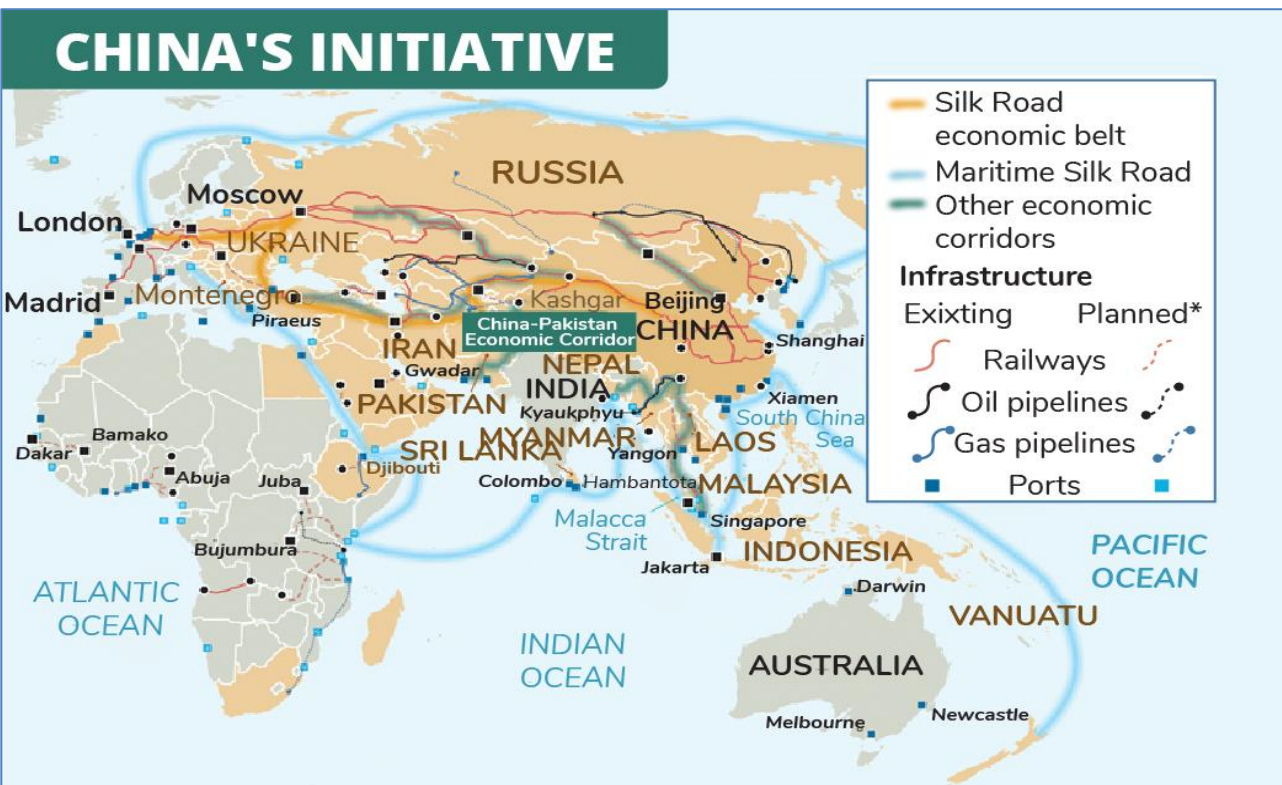 CHINA'S INITIATIVE
Silk Road
economic belt
Maritime Silk Road
Other economic
corridors
Infrastructure
Exixting Planned*
Railways
Oil pipelines
Gas pipelines
Ports
RUSSIA
Moscow
London
UKRAINE
Madrid
Montenegro
Piraeus
Kashgar
Beijing
China-Pakistan
Economic Corridor
CHINA
Shanghai
IRAN
NEPAL
Gwadar
INDIA
PAKISTAN
Kyaukphyu
Xiamen
South China
Sea
MYANMAR
SRI LANKA
LAOS
Yangon
Bamako
Dakar
Djibouti
Abuja
Juba
Colombo
Hambantota
MALAYSIA
Malacca
Strait
Singapore
Bujumbura
INDONESIA
Jakarta
PACIFIC
OCEAN
ATLANTIC
OCEAN
Darwin
VANUATU
INDIAN
OCEAN
AUSTRALIA
Melbourne
Newcastle